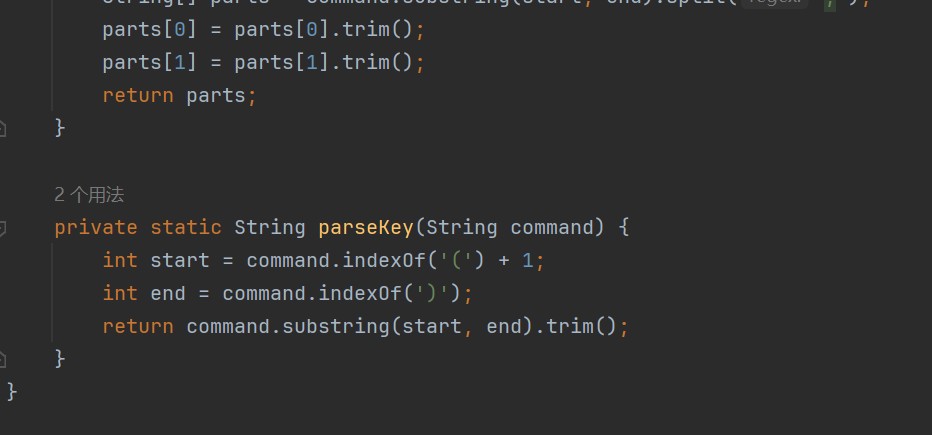 String[] parts = command.substring(start, end).split(
parts[0] = parts[0].trim();
parts[1] = parts[1].trim();
return parts;
}
2 个用法
private static String parseKey(String command) {
int start = command.indexOf('(') + 1;
int end = command.indexOf(')');
return command.substring(start, end).trim();
}
}